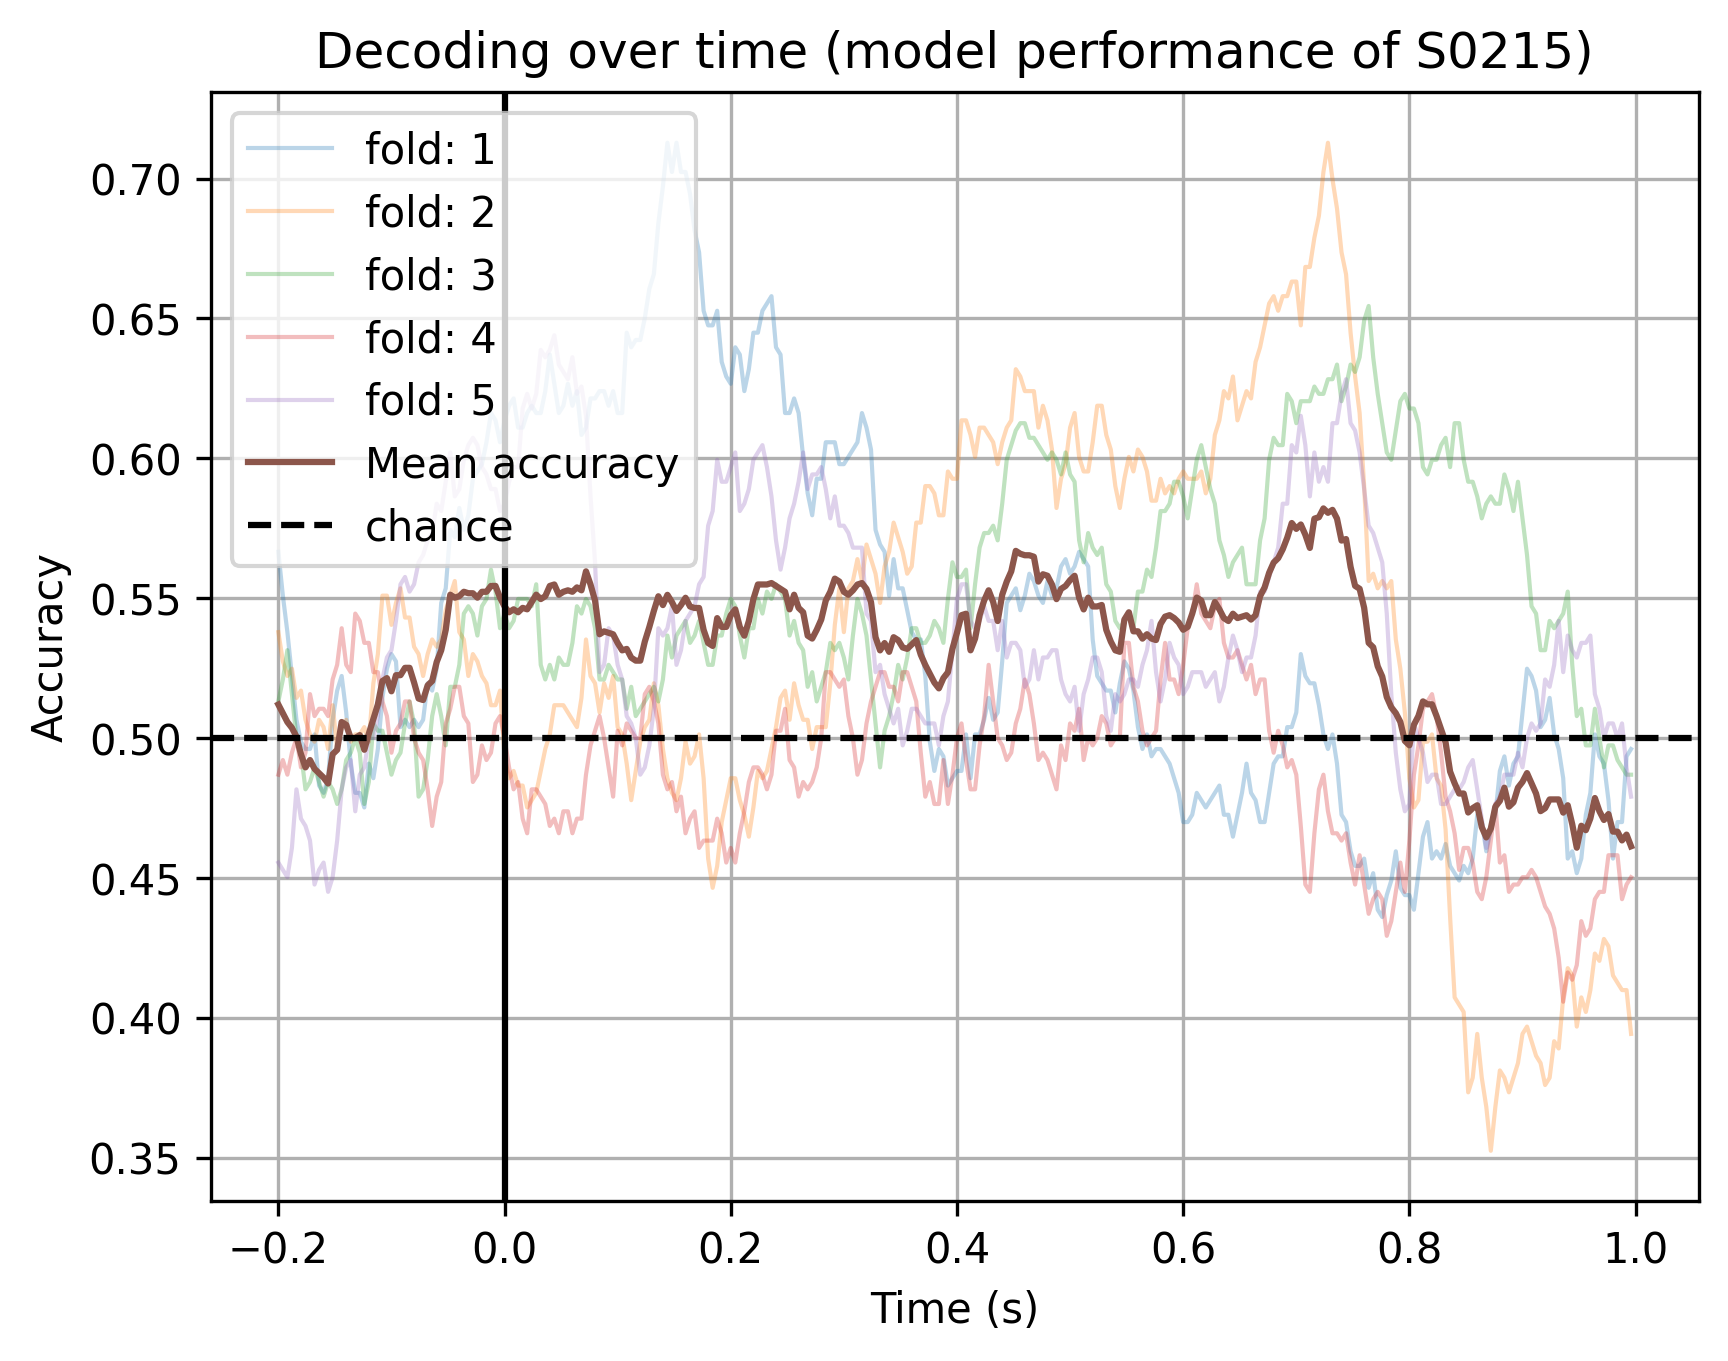 Decoding over time (model performance of S0215)
fold: 1
fold: 2
fold: 3
fold: 4
fold: 5
Mean accuracy
chance
Accuracy
0.70
0.65
0.60
0.55
0.50
0.45
0.40
0.35
−0.2 0.0 0.2 0.4 0.6 0.8 1.0
Time (s)